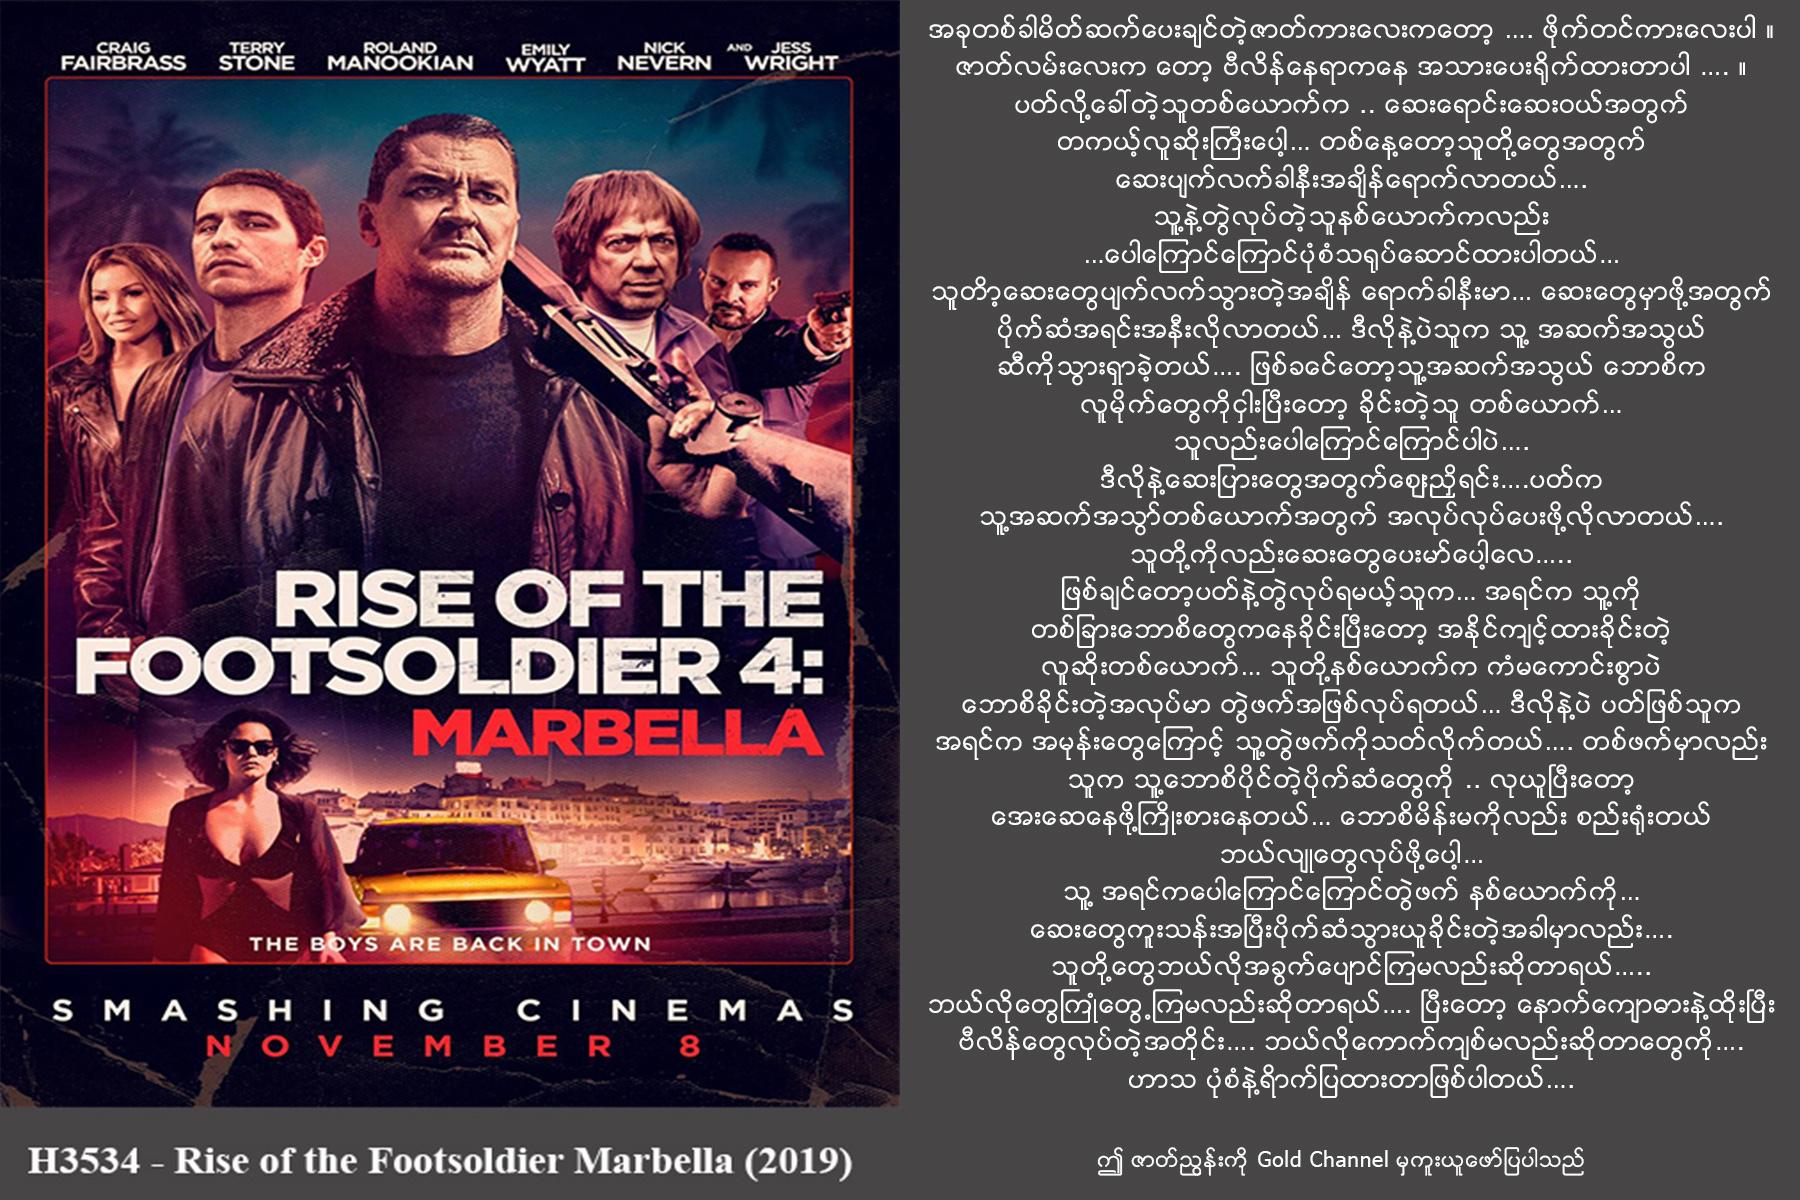 CRAIG FAIRBRASS TERRY STONE ROLAND MANOOKIAN EMILY WYATT NICK NEVERN AND JESS WRIGHT
RISE OF THE
FOOTSOLDIER 4:
MARBELLA
THE BOYS ARE BACK IN TOWN
SMASHING CINEMAS
NOVEMBER 8
H3534 - Rise of the Footsoldier Marbella (2019)
အခုတစ်ခါမိတ်ဆက်ပေးချင်တဲ့ဇာတ်ကားလေးကတော့ .... ဖိုက်တင်ကားလေးပါ ။
ဇာတ်လမ်းလေးက တော့ ဗီလိန်နေရာကနေ အသားပေးရိုက်ထားတာပါ .... ။
ပတ်လို့ခေါ်တဲ့သူတစ်ယောက်က .. ဆေးရောင်းဆေးဝယ်အတွက်
တကယ့်လူဆိုးကြီးပေါ့... တစ်နေ့တော့သူတို့တွေအတွက်
ဆေးပျက်လက်ခါနီးအချိန်ရောက်လာတယ်....
သူ့နဲ့တွဲလုပ်တဲ့သူနစ်ယောက်ကလည်း
...ပေါကြောင်ကြောင်ပုံစံသရုပ်ဆောင်ထားပါတယ်...
သူတိာ့ဆေးတွေပျက်လက်သွားတဲ့အချိန် ရောက်ခါနီးမာ... ဆေးတွေမှာဖို့အတွက်
ပိုက်ဆံအရင်းအနီးလိုလာတယ်... ဒီလိုနဲ့ပဲသူက သူ့ အဆက်အသွယ်
ဆီကိုသွားရှာခဲ့တယ်.... ဖြစ်ခင်ေတော့သူ့အဆက်အသွယ် ဘောစိက
လူမိုက်တွေကိုငှါးပြီးတော့ ခိုင်းတဲ့သူ တစ်ယောက်...
သူလည်းပေါကြောင်ကြောင်ပါပဲ....
ဒီလိုနဲ့ဆေးပြားတွေအတွက်ဈေးညှိရင်း....ပတ်က
သူ့အဆက်အသွာ်တစ်ယောက်အတွက် အလုပ်လုပ်ပေးဖို့လိုလာတယ်....
သူတို့ကိုလည်းဆေးတွေပေးမာ်ပေါ့လေ.....
ဖြစ်ချင်တော့ပတ်နဲ့တွဲလုပ်ရမယ့်သူက... အရင်က သူ့ကို
တစ်ခြားဘောစိတွေကနေခိုင်းပြီးတော့ အနိုင်ကျင့်ထားခိုင်းတဲ့
လူဆိုးတစ်ယောက်... သူတို့နစ်ယောက်က ကံမကောင်းစွာပဲ
ဘောစိခိုင်းတဲ့အလုပ်မာ တွဲဖက်အဖြစ်လုပ်ရတယ်... ဒီလိုနဲ့ပဲ ပတ်ဖြစ်သူက
အရင်က အမုန်းတွေကြောင့် သူ့တွဲဖက်ကိုသတ်လိုက်တယ်.... တစ်ဖက်မှာလည်း
သူက သူ့ဘောစိပိုင်တဲ့ပိုက်ဆံတွေကို .. လုယူပြီးတော့
အေးဆေနေဖို့ကြိုးစားနေတယ်... ဘောစိမိန်းမကိုလည်း စည်းရုံးတယ်
ဘယ်လျုတွေလုပ်ဖို့ပေါ့...
သူ့ အရင်ကပေါကြောင်ကြောင်တွဲဖက် နစ်ယောက်ကို...
ဆေးတွေကူးသန်းအပြီးပိုက်ဆံသွားယူခိုင်းတဲ့အခါမှာလည်း....
သူတို့တွေဘယ်လိုအခွက်ပျောင်ကြမလည်းဆိုတာရယ်.....
ဘယ်လိုတွေကြုံတွေ့ကြမလည်းဆိုတာရယ်.... ပြီးတော့ နောက်ကျောဓားနဲ့ထိုးပြီး
ဗီလိန်တွေလုပ်တဲ့အတိုင်း.... ဘယ်လိုကောက်ကျစ်မလည်းဆိုတာတွေကို....
ဟာသ ပုံစံနဲ့ရိာက်ပြထားတာဖြစ်ပါတယ်....
ဤ ဇာတ်ညွှန်းကို Gold Channel မှကူးယူဖော်ပြပါသည်